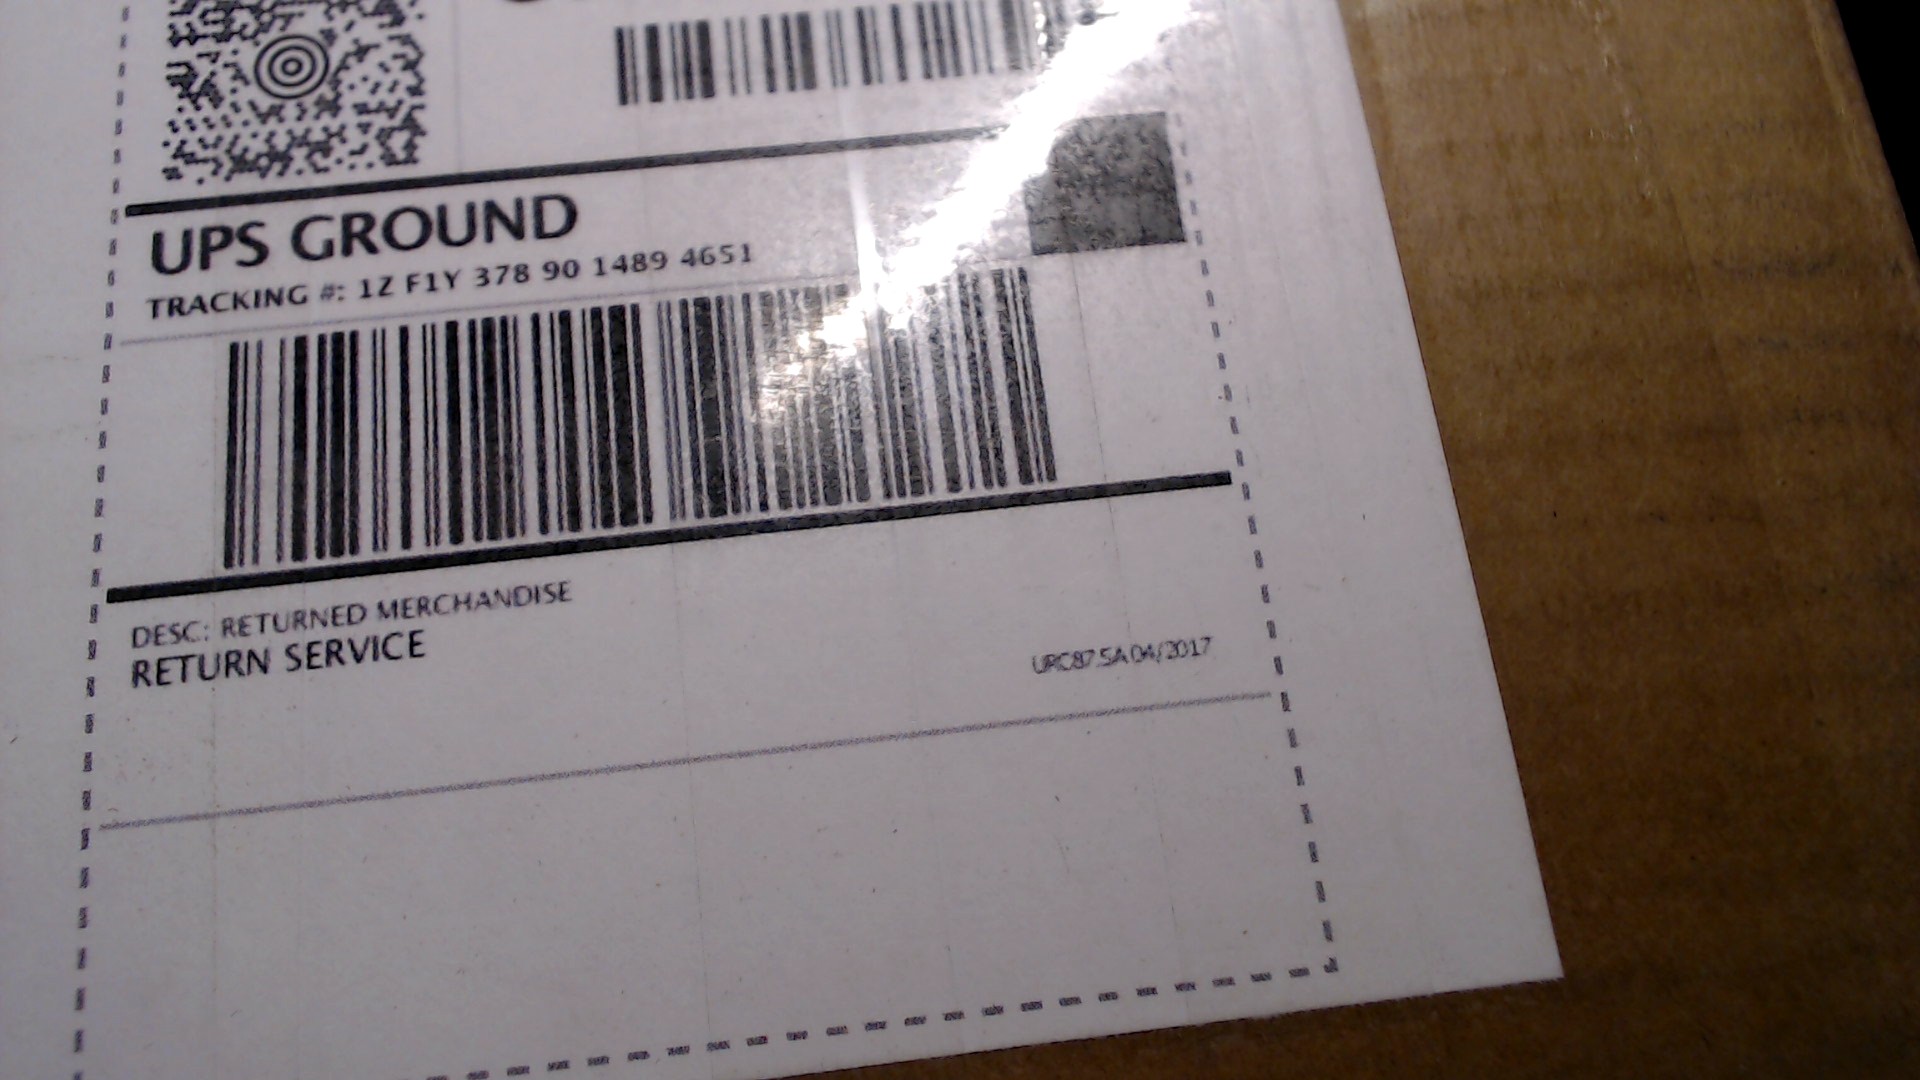 UPS GROUND
TRACKING #: 1Z F1Y 378 90 1489 4651
DESC: RETURNED MERCHANDISE
RETURN SERVICE
URC87.5A 04/2017